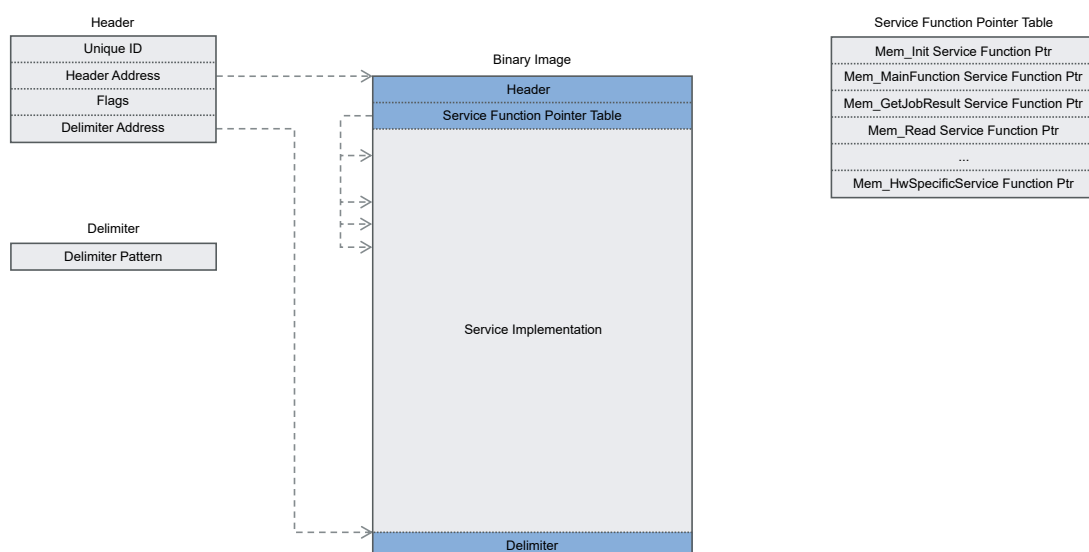 Header
Unique ID
Header Address
Flags
Delimiter Address
Delimiter
Delimiter Pattern
Binary Image
Header
Service Function Pointer Table
Service Implementation
Delimiter
Service Function Pointer Table
Mem_Init Service Function Ptr
Mem_MainFunction Service Function Ptr
Mem_GetJobResult Service Function Ptr
Mem_Read Service Function Ptr
...
Mem_HwSpecificService Function Ptr